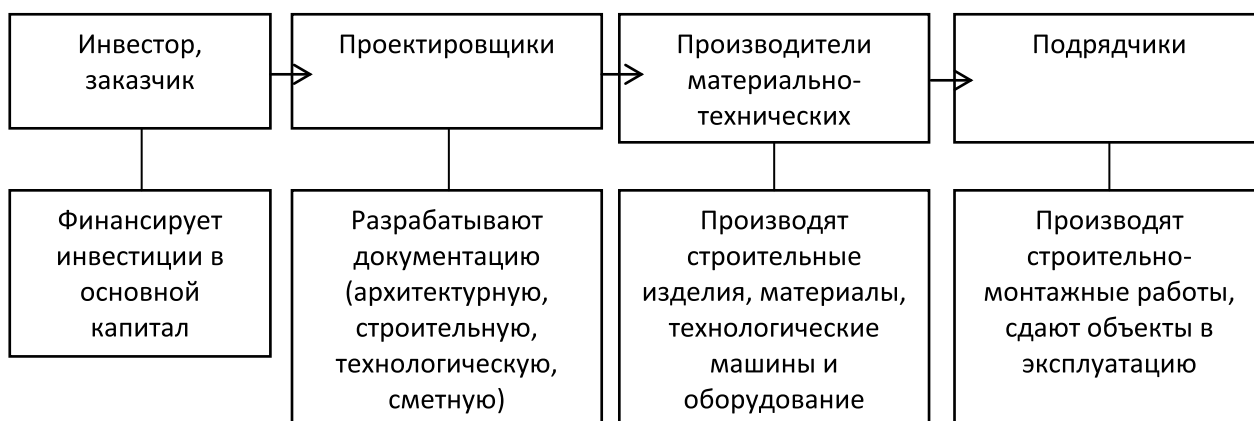 Инвестор,
заказчик
Проектировщики
Производители
материально-
технических
Подрядчики
Финансирует
инвестиции в
основной
капитал
Разрабатывают
документацию
(архитектурную,
строительную,
технологическую,
сметную)
Производят
строительные
изделия, материалы,
технологические
машины и
оборудование
Производят
строительно-
монтажные работы,
сдают объекты в
эксплуатацию